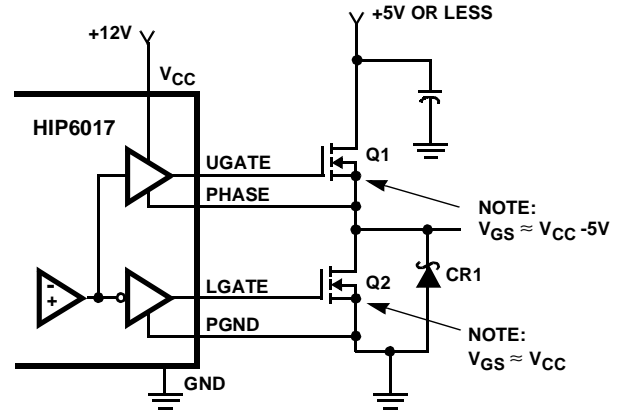 +5V OR LESS
+12V
VCC
HIP6017
Q1
UGATE
PHASE
NOTE:
VGS ≈ VCC -5V
-
+
Q2
CR1
LGATE
PGND
NOTE:
VGS ≈ VCC
GND